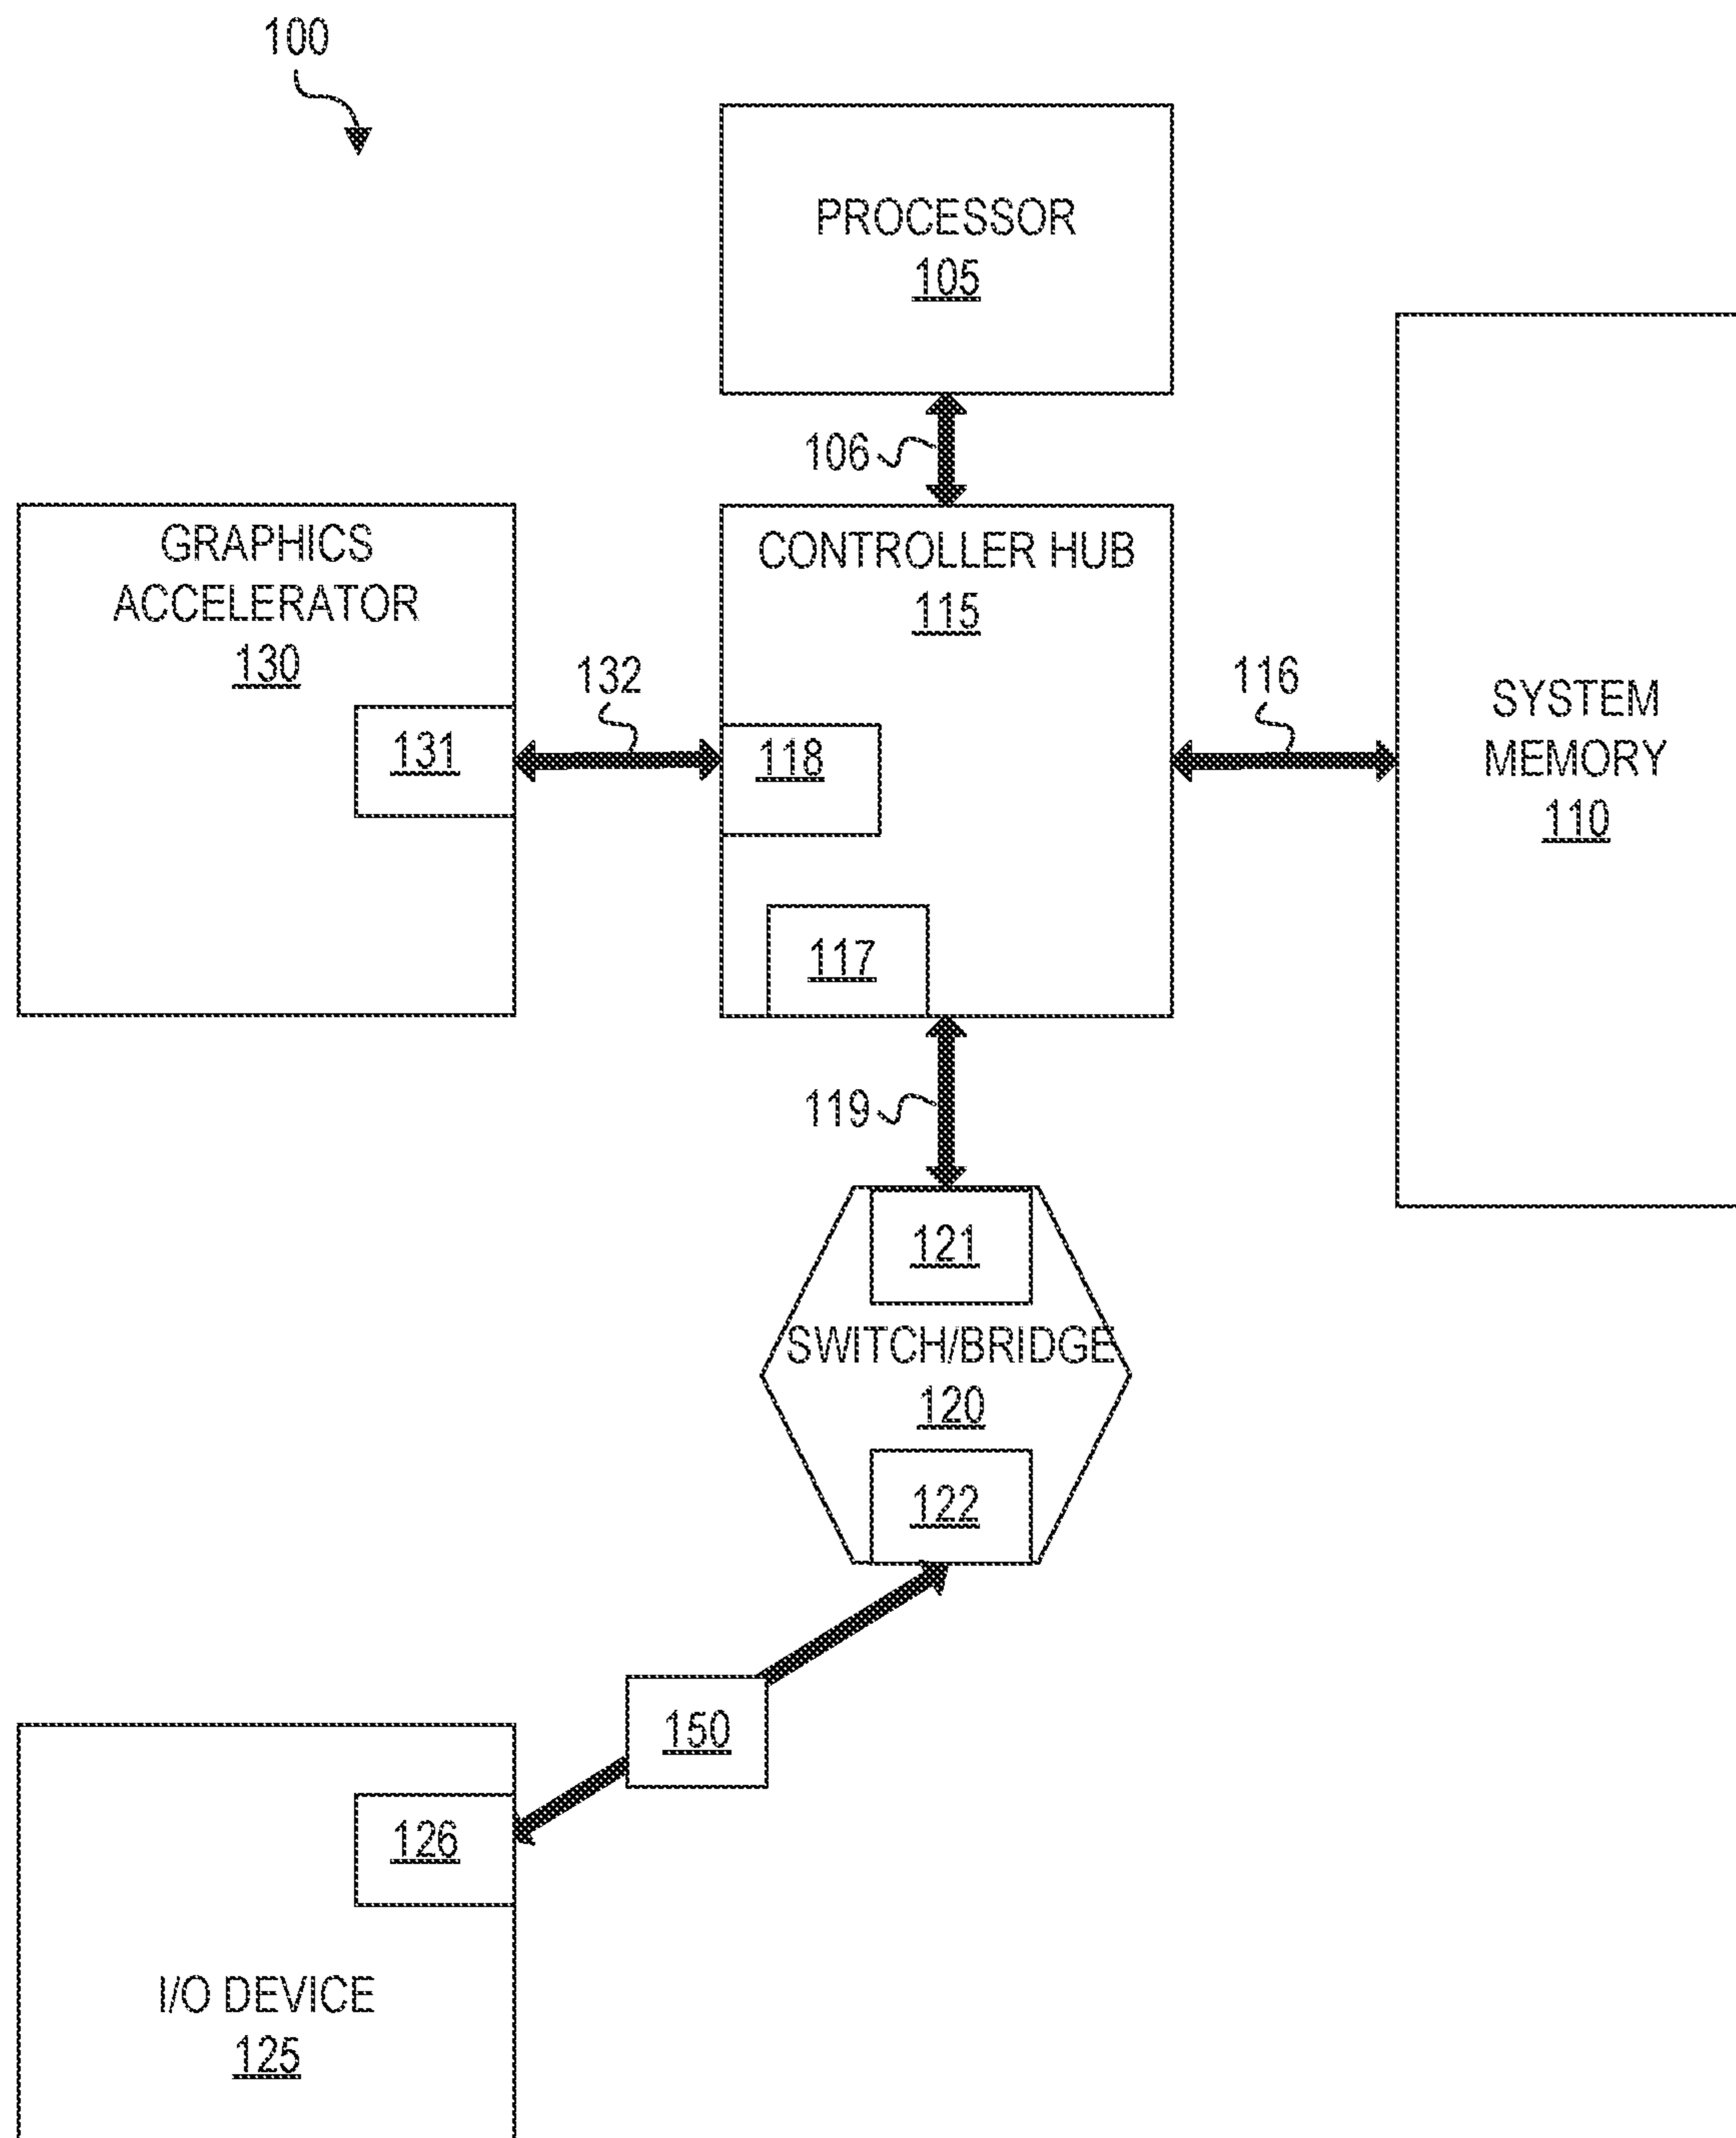 100
PROCESSOR
105
106
GRAPHICS
ACCELERATOR
130
131
132
CONTROLLER HUB
115
118
117
116
SYSTEM
MEMORY
110
119
121
SWITCH/BRIDGE
120
122
150
126
I/O DEVICE
125